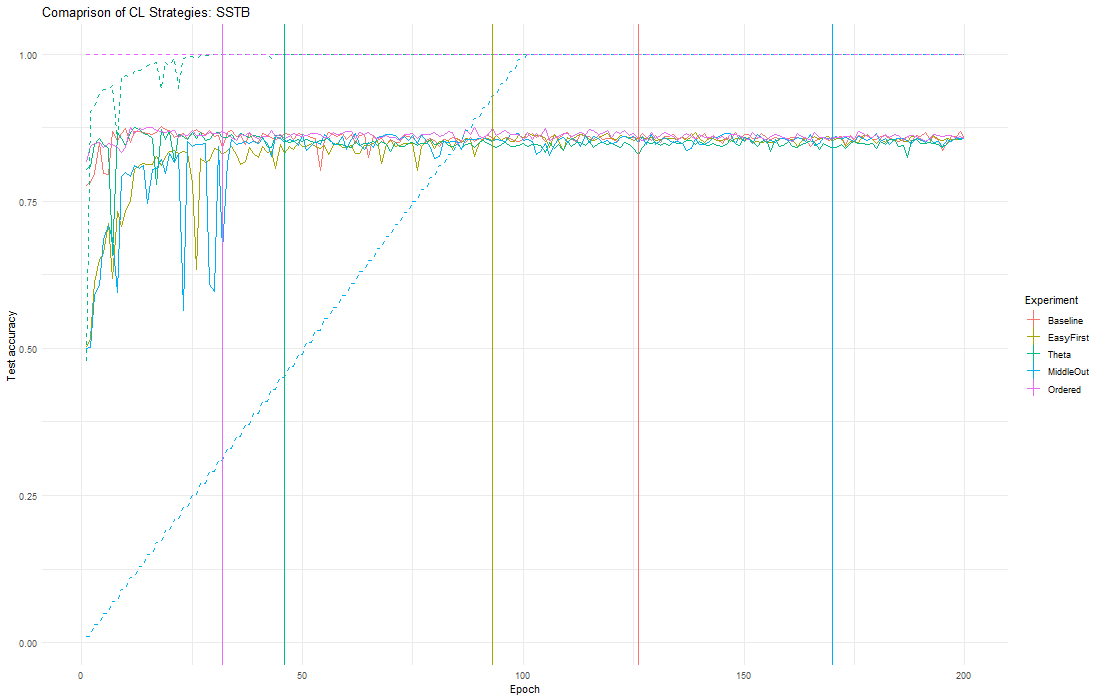 Comaprison of CL Strategies: SSTB
1.00
0.75
0.50
0.25
0.00
Test accuracy
0
50
100
150
200
Epoch
Experiment
Baseline
EasyFirst
Theta
MiddleOut
Ordered